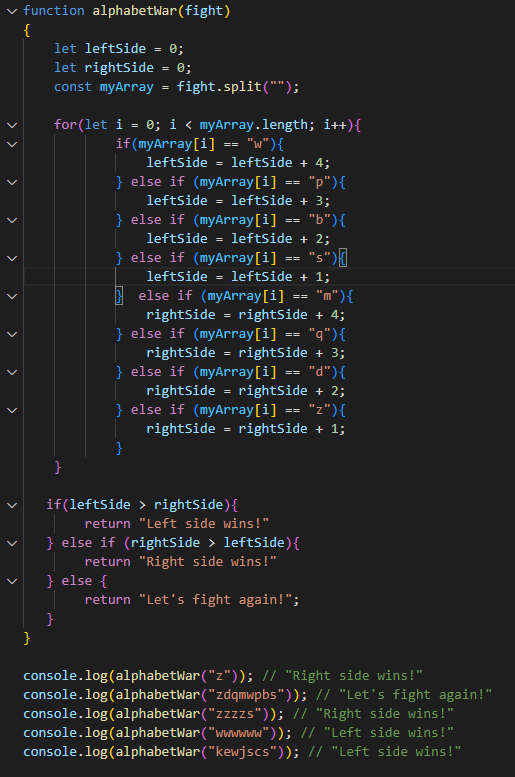 function alphabetWar(fight)
{
    let leftSide = 0;
    let rightSide = 0;
    const myArray = fight.split("");

    for(let i = 0; i < myArray.length; i++){
            if(myArray[i] == "w"){
                leftSide = leftSide + 4;
            } else if (myArray[i] == "p"){
                leftSide = leftSide + 3;
            } else if (myArray[i] == "b"){
                leftSide = leftSide + 2;
            } else if (myArray[i] == "s"){
                leftSide = leftSide + 1;
            }  else if (myArray[i] == "m"){
                rightSide = rightSide + 4;
            } else if (myArray[i] == "q"){
                rightSide = rightSide + 3;
            } else if (myArray[i] == "d"){
                rightSide = rightSide + 2;
            } else if (myArray[i] == "z"){
                rightSide = rightSide + 1;
            }
    }

   if(leftSide > rightSide){
        return "Left side wins!"
   } else if (rightSide > leftSide){
        return "Right side wins!"
   } else {
        return "Let's fight again!";
   }
}

console.log(alphabetWar("z")); // "Right side wins!"
console.log(alphabetWar("zdqmwpbs")); // "Let's fight again!"
console.log(alphabetWar("zzzzs")); // "Right side wins!"
console.log(alphabetWar("wwwwww")); // "Left side wins!"
console.log(alphabetWar("kewjscs")); // "Left side wins!"